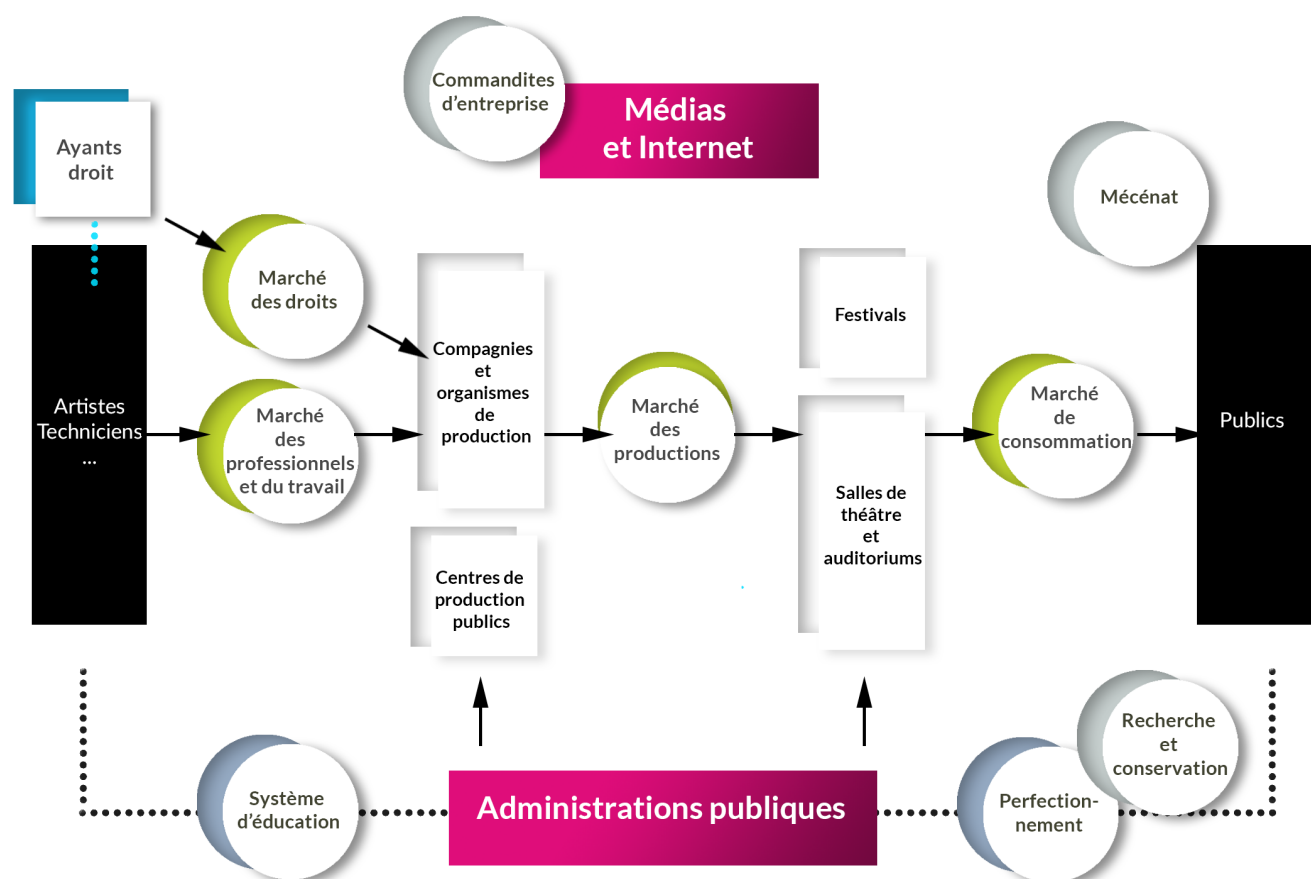 Commandites
d’entreprise
Médias
et Internet
Ayants
droit
Mécénat
Marché
des droits
Festivals
Compagnies
et
organismes
de
production
Artistes
Techniciens
...
Marché
des
professionnels
et du travail
Marché
des
productions
Marché
de
consommation
Publics
Salles de
théâtre
et
auditoriums
Centres de
production
publics
Recherche
et
conservation
Système
d’éducation
Administrations publiques
Perfection-
nement